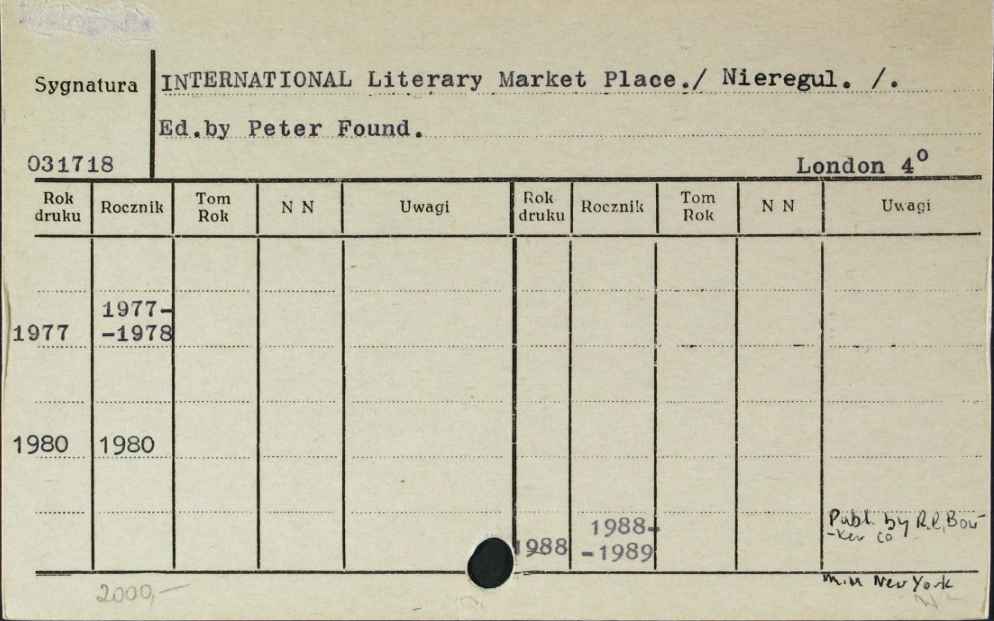 Sygnatura
INTERNATIONAL Literary Market Place./ Nieregul. /.
Ed.by Peter Found.
031718
London 4⁰
Rok druku Rocznik Tom Rok N N Uwagi Rok druku Rocznik Tom Rok N N Uwagi
1977-
1977 -1978
1980 1980
1988-
1988 -1989
Publ. by R.R. Bow-
-ker Co
New York
2000,-